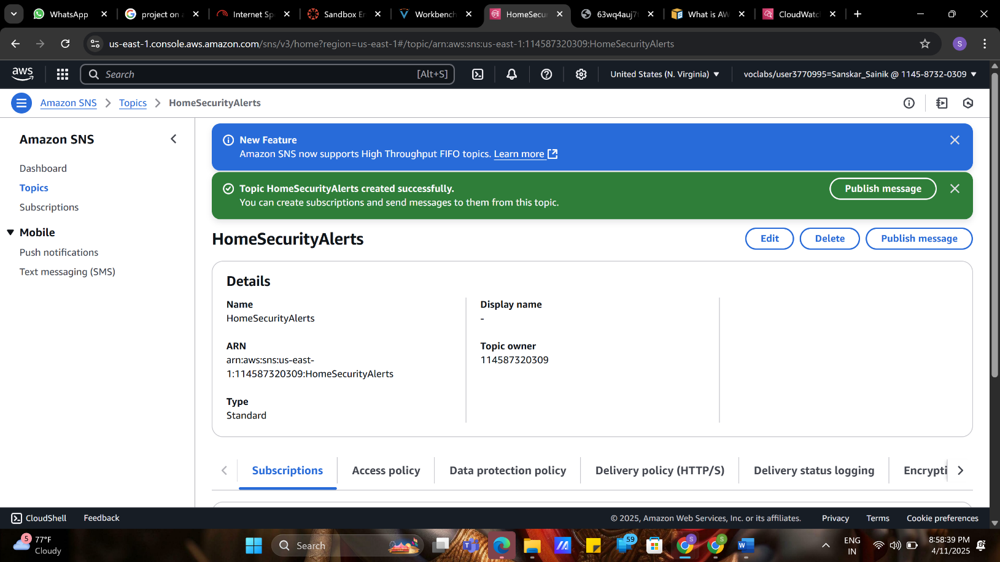 WhatsApp
project on a
Internet Sp
Sandbox En
Workbench
HomeSecur
63wq4auj7
What is AW
CloudWatc
us-east-1.console.aws.amazon.com/sns/v3/home?region=us-east-1#/topic/arn:aws:sns:us-east-1:114587320309:HomeSecurityAlerts
S
aws
Search
[Alt+S]
United States (N. Virginia)
voclabs/user3770995=Sanskar_Sainik @ 1145-8732-0309
Amazon SNS
Topics
HomeSecurityAlerts
Amazon SNS
Dashboard
Topics
Subscriptions
Mobile
Push notifications
Text messaging (SMS)
New Feature
Amazon SNS now supports High Throughput FIFO topics. Learn more
Topic HomeSecurityAlerts created successfully.
You can create subscriptions and send messages to them from this topic.
Publish message
HomeSecurityAlerts
Edit
Delete
Publish message
Details
Name
HomeSecurityAlerts
ARN
arn:aws:sns:us-east-
1:114587320309:HomeSecurityAlerts
Type
Standard
Display name
-
Topic owner
114587320309
Subscriptions
Access policy
Data protection policy
Delivery policy (HTTP/S)
Delivery status logging
Encrypti
CloudShell
Feedback
© 2025, Amazon Web Services, Inc. or its affiliates.
Privacy
Terms
Cookie preferences
5
77°F
Cloudy
Search
59
S
S
W
ENG
IN
8:58:39 PM
4/11/2025